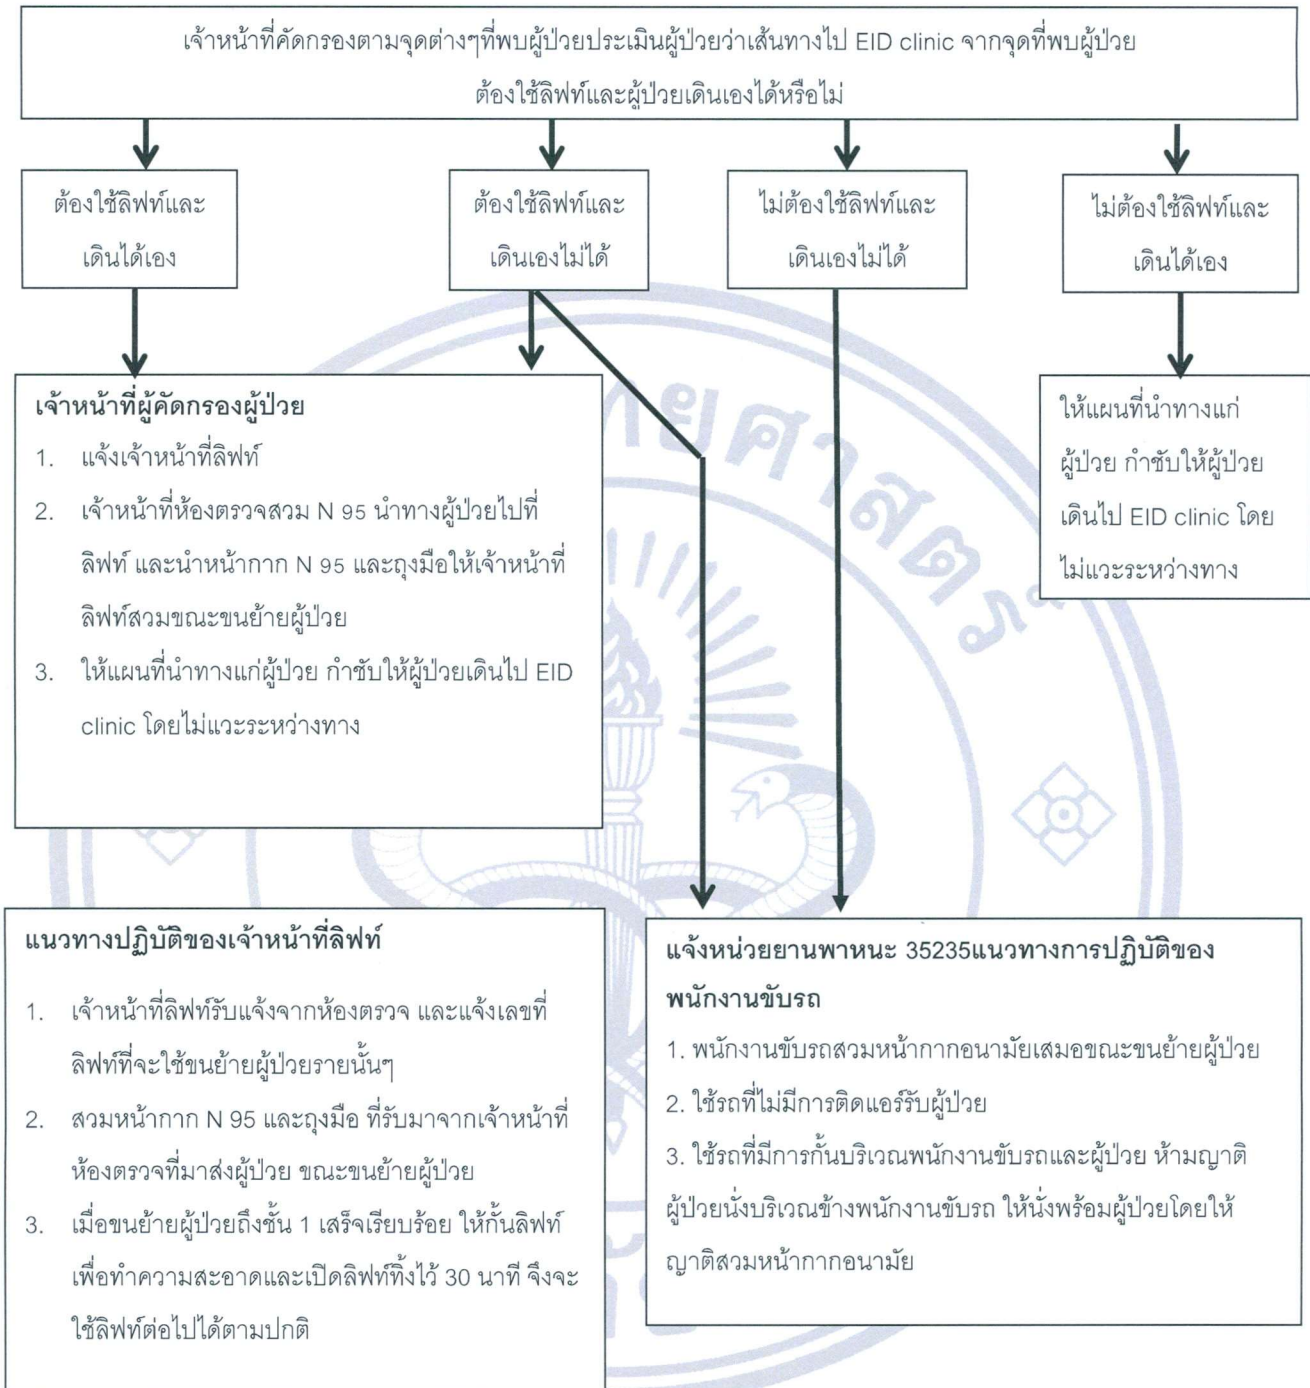 เจ้าหน้าที่คัดกรองตามจุดต่างๆที่พบผู้ป่วยประเมินผู้ป่วยว่าเส้นทางไป EID clinic จากจุดที่พบผู้ป่วย
ต้องใช้ลิฟท์และผู้ป่วยเดินเองได้หรือไม่
ต้องใช้ลิฟท์และ
เดินได้เอง
ต้องใช้ลิฟท์และ
เดินเองไม่ได้
ไม่ต้องใช้ลิฟท์และ
เดินเองไม่ได้
ไม่ต้องใช้ลิฟท์และ
เดินได้เอง
เจ้าหน้าที่ผู้คัดกรองผู้ป่วย
1. แจ้งเจ้าหน้าที่ลิฟท์
2. เจ้าหน้าที่ห้องตรวจสวม N 95 นำทางผู้ป่วยไปที่
ลิฟท์ และนำหน้ากาก N 95 และถุงมือให้เจ้าหน้าที่
ลิฟท์สวมขณะขนย้ายผู้ป่วย
3. ให้แผนที่นำทางแก่ผู้ป่วย กำชับให้ผู้ป่วยเดินไป EID
clinic โดยไม่แวะระหว่างทาง
ให้แผนที่นำทางแก่
ผู้ป่วย กำชับให้ผู้ป่วย
เดินไป EID clinic โดย
ไม่แวะระหว่างทาง
แนวทางปฏิบัติของเจ้าหน้าที่ลิฟท์
1. เจ้าหน้าที่ลิฟท์รับแจ้งจากห้องตรวจ และแจ้งเลขที่
ลิฟท์ที่จะใช้ขนย้ายผู้ป่วยรายนั้นๆ
2. สวมหน้ากาก N 95 และถุงมือ ที่รับมาจากเจ้าหน้าที่
ห้องตรวจที่มาส่งผู้ป่วย ขณะขนย้ายผู้ป่วย
3. เมื่อขนย้ายผู้ป่วยถึงชั้น 1 เสร็จเรียบร้อย ให้กั้นลิฟท์
เพื่อทำความสะอาดและเปิดลิฟท์ทิ้งไว้ 30 นาที จึงจะ
ใช้ลิฟท์ต่อไปได้ตามปกติ
แจ้งหน่วยยานพาหนะ 35235แนวทางการปฏิบัติของ
พนักงานขับรถ
1. พนักงานขับรถสวมหน้ากากอนามัยเสมอขณะขนย้ายผู้ป่วย
2. ใช้รถที่ไม่มีการติดแอร์รับผู้ป่วย
3. ใช้รถที่มีการกั้นบริเวณพนักงานขับรถและผู้ป่วย ห้ามญาติ
ผู้ป่วยนั่งบริเวณข้างพนักงานขับรถ ให้นั่งพร้อมผู้ป่วยโดยให้
ญาติสวมหน้ากากอนามัย